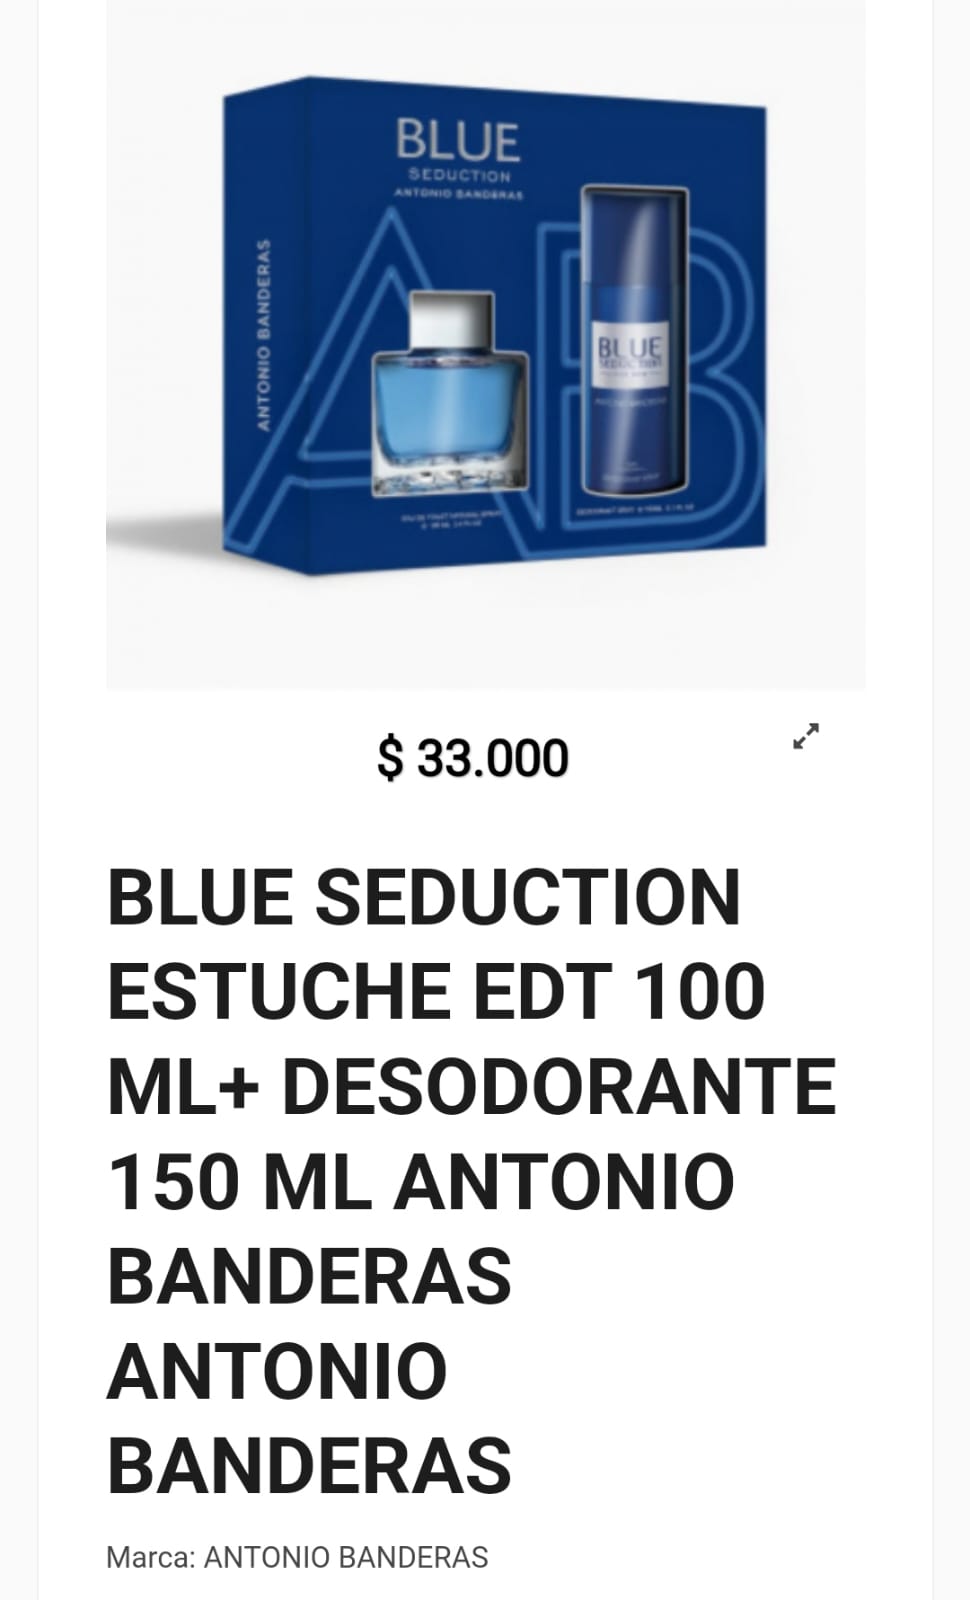 BLUE
SEDUCTION
ANTONIO BANDERAS
ANTONIO BANDERAS
BLUE
SEDUCTION
$ 33.000
BLUE SEDUCTION
ESTUCHE EDT 100
ML+ DESODORANTE
150 ML ANTONIO
BANDERAS
ANTONIO
BANDERAS
Marca: ANTONIO BANDERAS